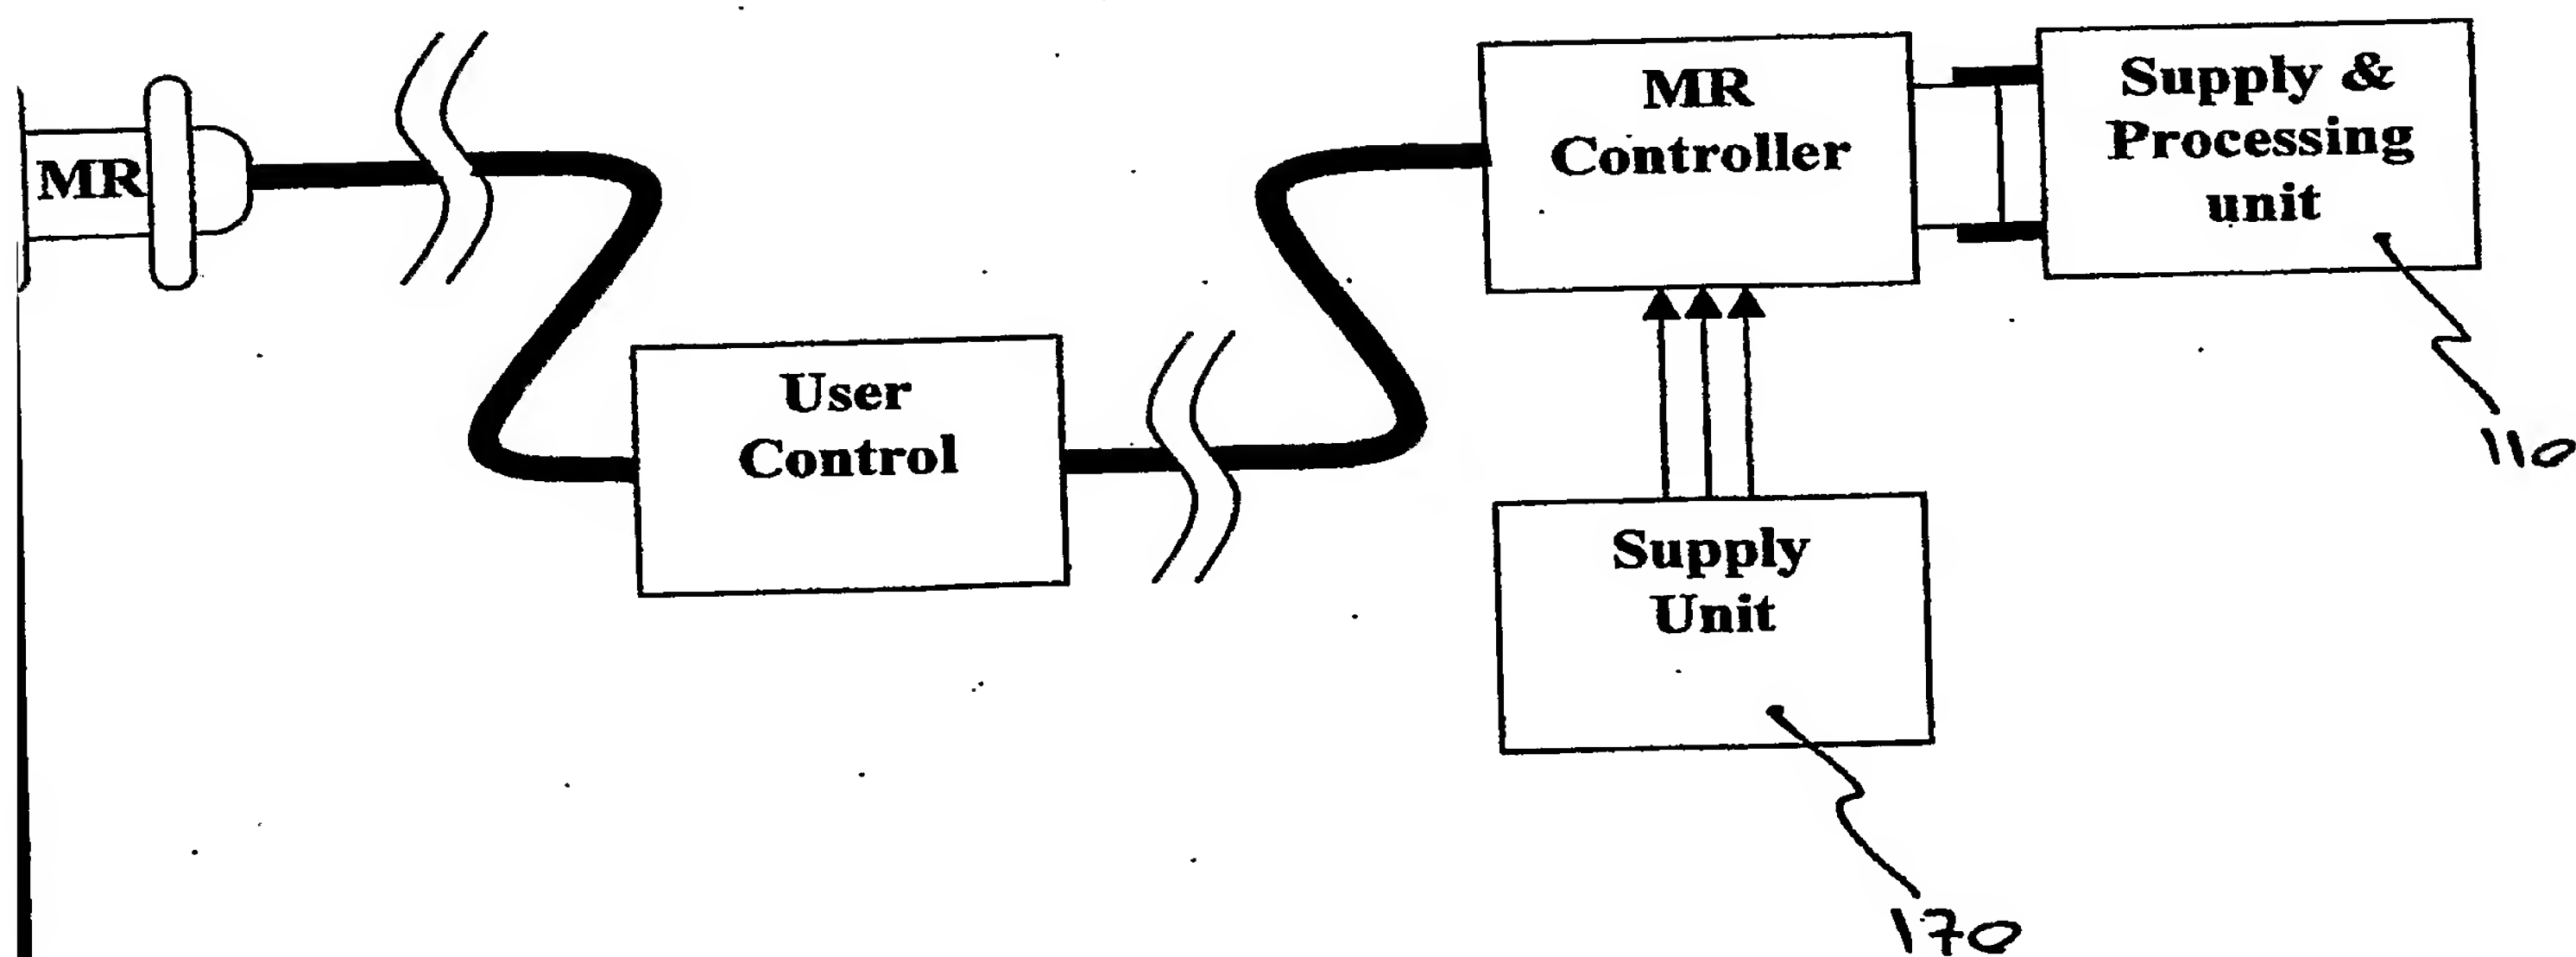 MR
MR
Controller
Supply &
Processing
unit
User
Control
110
Supply
Unit
170